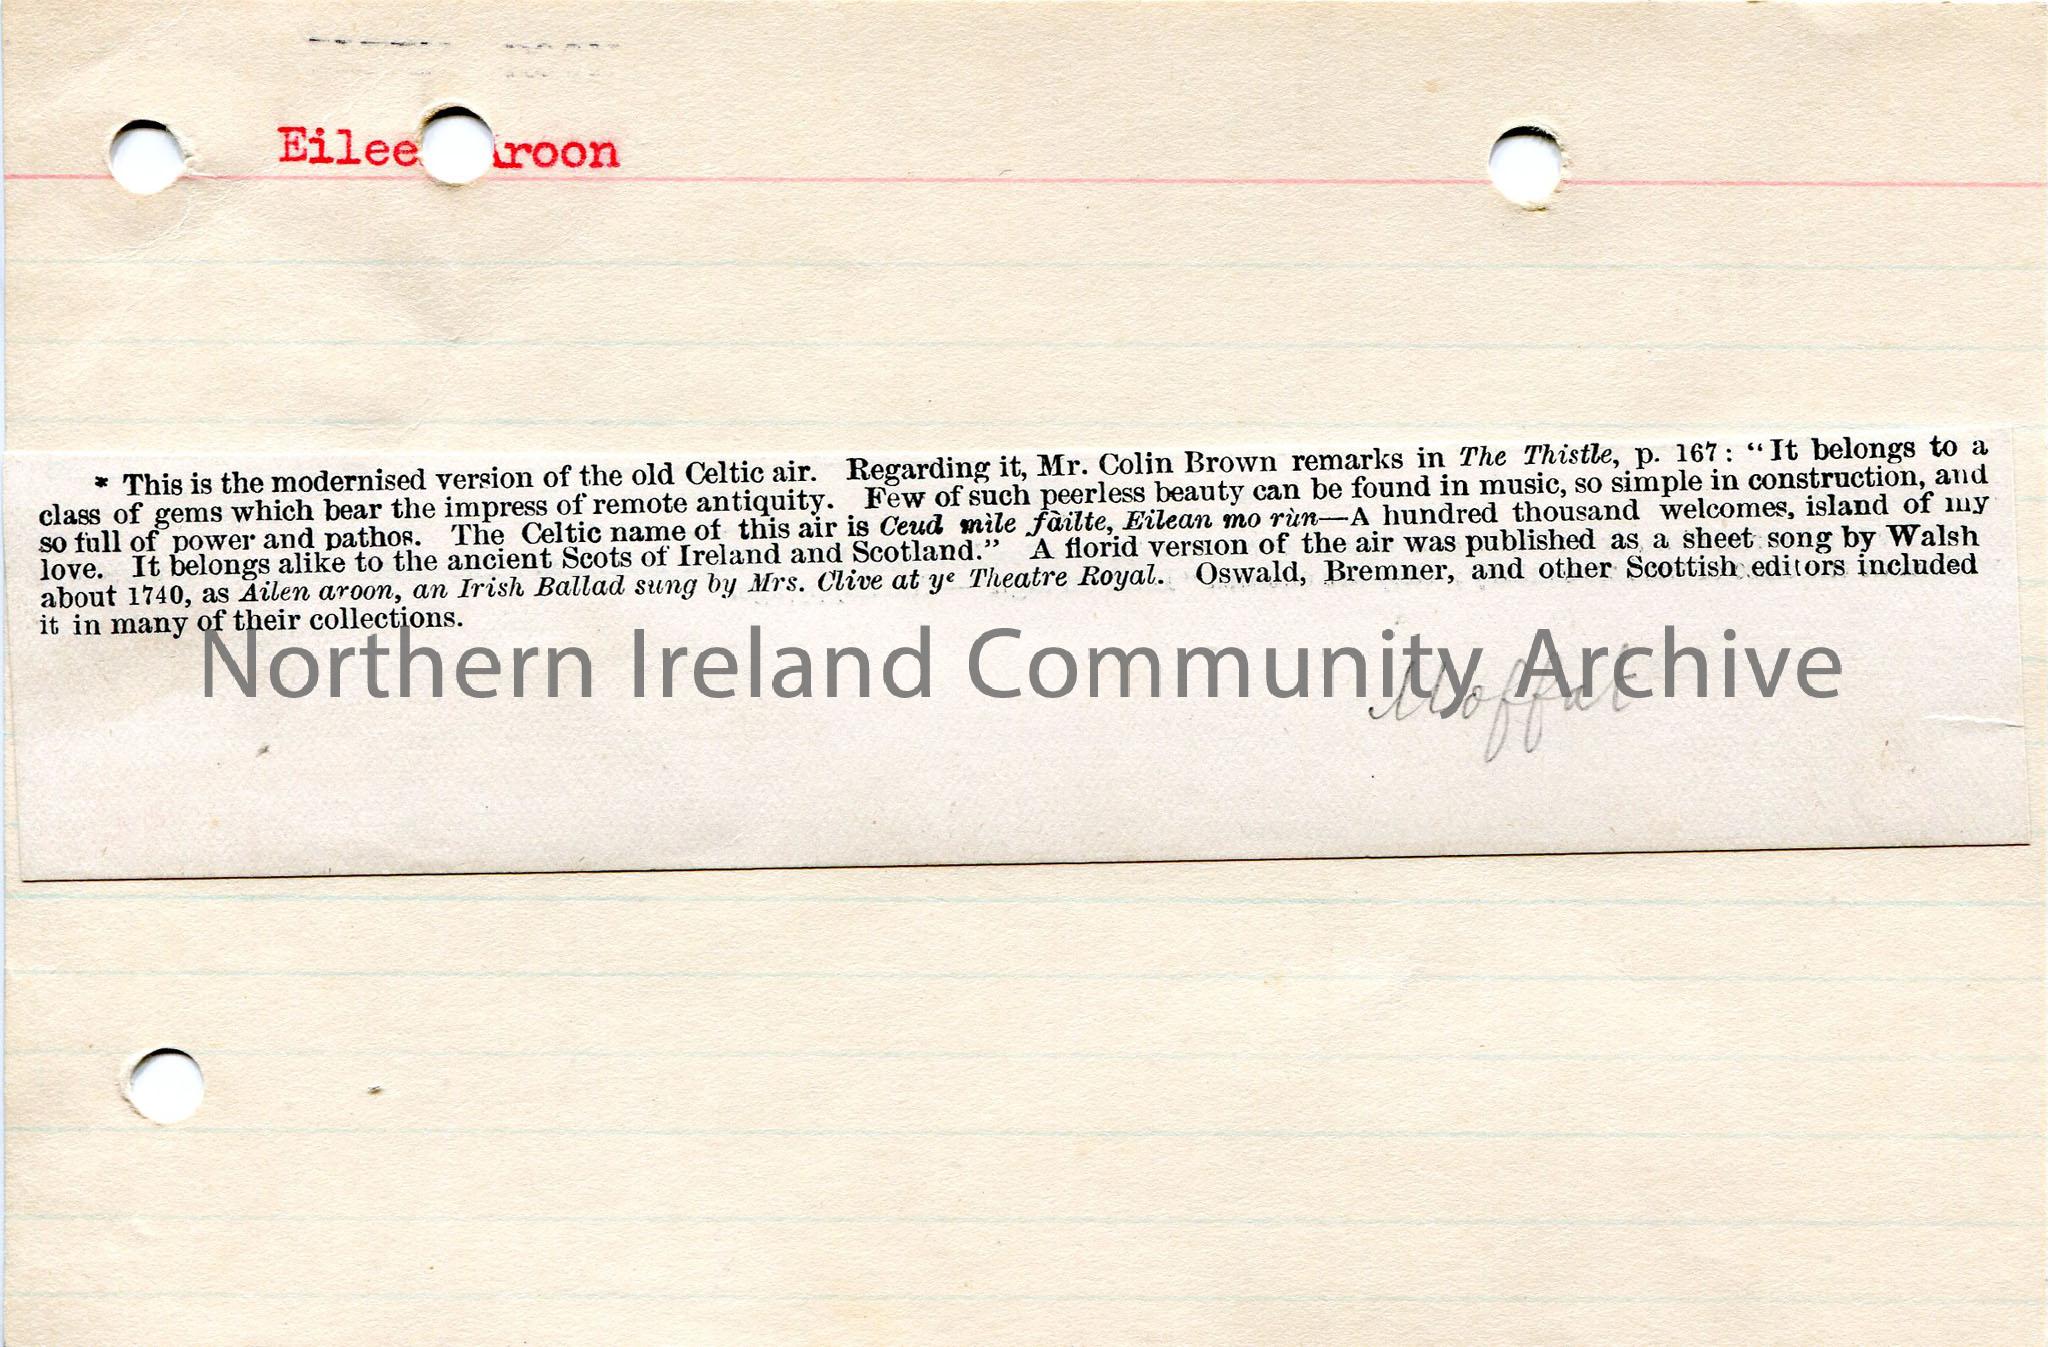 Eilee roon
* This is the modernised version of the old Celtic air. Regarding it, Mr. Colin Brown remarks in The Thistle, p. 167: “It belongs to a
class of gems which bear the impress of remote antiquity. Few of such peerless beauty can be found in music, so simple in construction, and
so full of power and pathos. The Celtic name of this air is Ceud mìle fàilte, Eilean mo rùn—A hundred thousand welcomes, island of my
love. It belongs alike to the ancient Scots of Ireland and Scotland.” A florid version of the air was published as a sheet song by Walsh
about 1740, as Ailen aroon, an Irish Ballad sung by Mrs. Clive at yᵉ Theatre Royal. Oswald, Bremner, and other Scottish editors included
it in many of their collections.
Northern Ireland Community Archive
Moffat